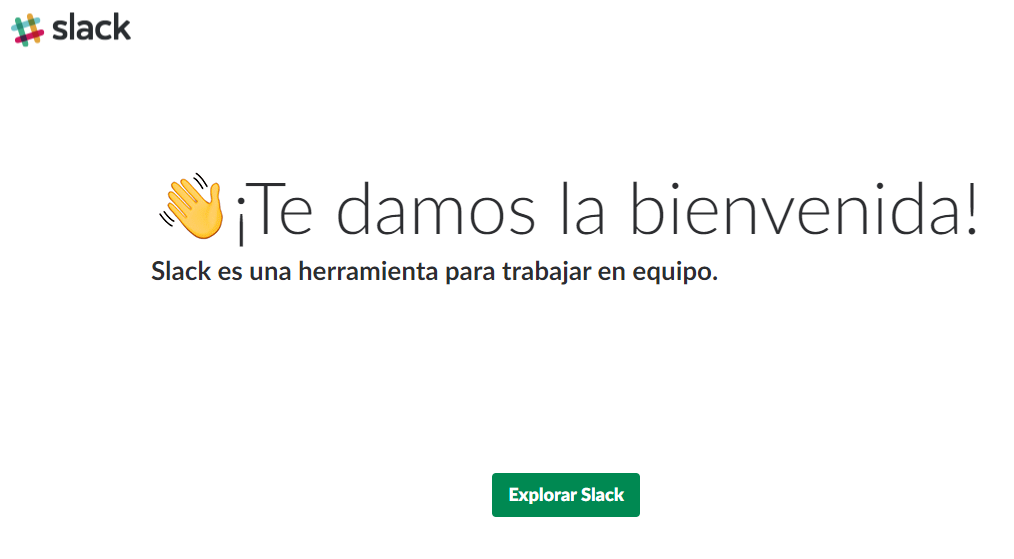 slack
¡Te damos la bienvenida!
Slack es una herramienta para trabajar en equipo.
Explorar Slack